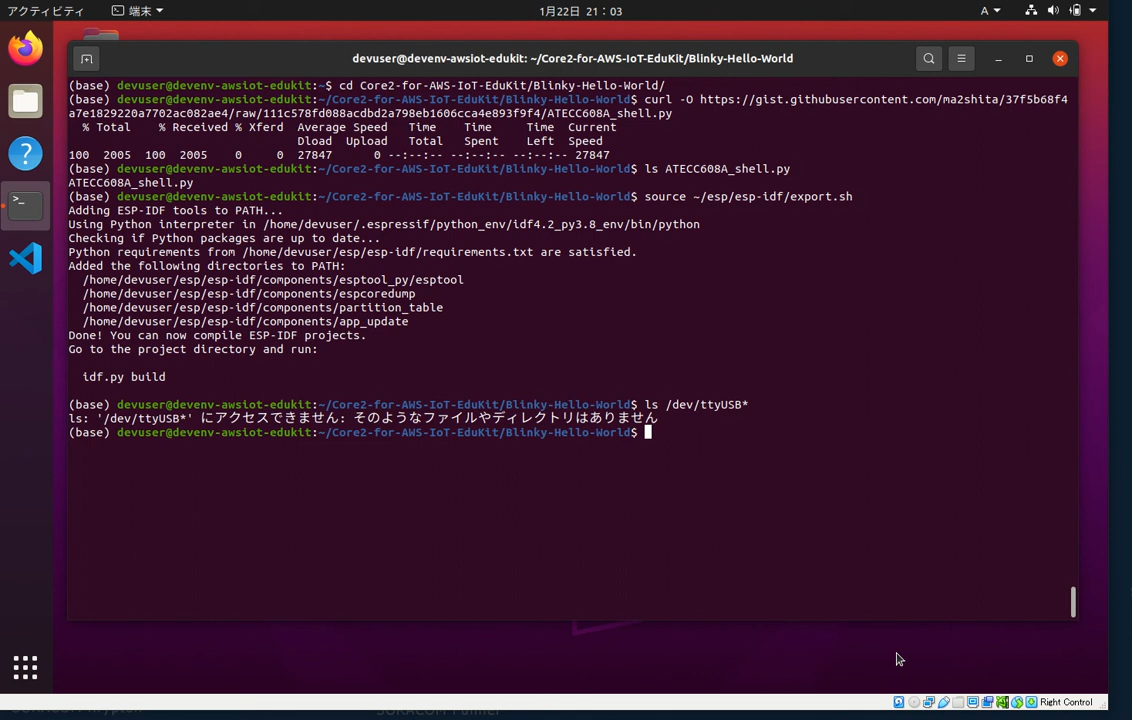 アクティビティ 端末 1月22日 21：03 A
devuser@devenv-awsiot-edukit: ~/Core2-for-AWS-IoT-EduKit/Blinky-Hello-World
(base) devuser@devenv-awsiot-edukit:~$ cd Core2-for-AWS-IoT-EduKit/Blinky-Hello-World/
(base) devuser@devenv-awsiot-edukit:~/Core2-for-AWS-IoT-EduKit/Blinky-Hello-World$ curl -O https://gist.githubusercontent.com/ma2shita/37f5b68f4
a7e1829220a7702ac082ae4/raw/111c578fd088acdbd2a798eb1606cca4e893f9f4/ATECC608A_shell.py
% Total % Received % Xferd Average Speed Time Time Time Current
Dload Upload Total Spent Left Speed
100 2005 100 2005 0 0 27847 0 --:--:-- --:--:-- --:--:-- 27847
(base) devuser@devenv-awsiot-edukit:~/Core2-for-AWS-IoT-EduKit/Blinky-Hello-World$ ls ATECC608A_shell.py
ATECC608A_shell.py
(base) devuser@devenv-awsiot-edukit:~/Core2-for-AWS-IoT-EduKit/Blinky-Hello-World$ source ~/esp/esp-idf/export.sh
Adding ESP-IDF tools to PATH...
Using Python interpreter in /home/devuser/.espressif/python_env/idf4.2_py3.8_env/bin/python
Checking if Python packages are up to date...
Python requirements from /home/devuser/esp/esp-idf/requirements.txt are satisfied.
Added the following directories to PATH:
/home/devuser/esp/esp-idf/components/esptool_py/esptool
/home/devuser/esp/esp-idf/components/espcoredump
/home/devuser/esp/esp-idf/components/partition_table
/home/devuser/esp/esp-idf/components/app_update
Done! You can now compile ESP-IDF projects.
Go to the project directory and run:
idf.py build
(base) devuser@devenv-awsiot-edukit:~/Core2-for-AWS-IoT-EduKit/Blinky-Hello-World$ ls /dev/ttyUSB*
ls: '/dev/ttyUSB*' にアクセスできません: そのようなファイルやディレクトリはありません
(base) devuser@devenv-awsiot-edukit:~/Core2-for-AWS-IoT-EduKit/Blinky-Hello-World$
Right Control